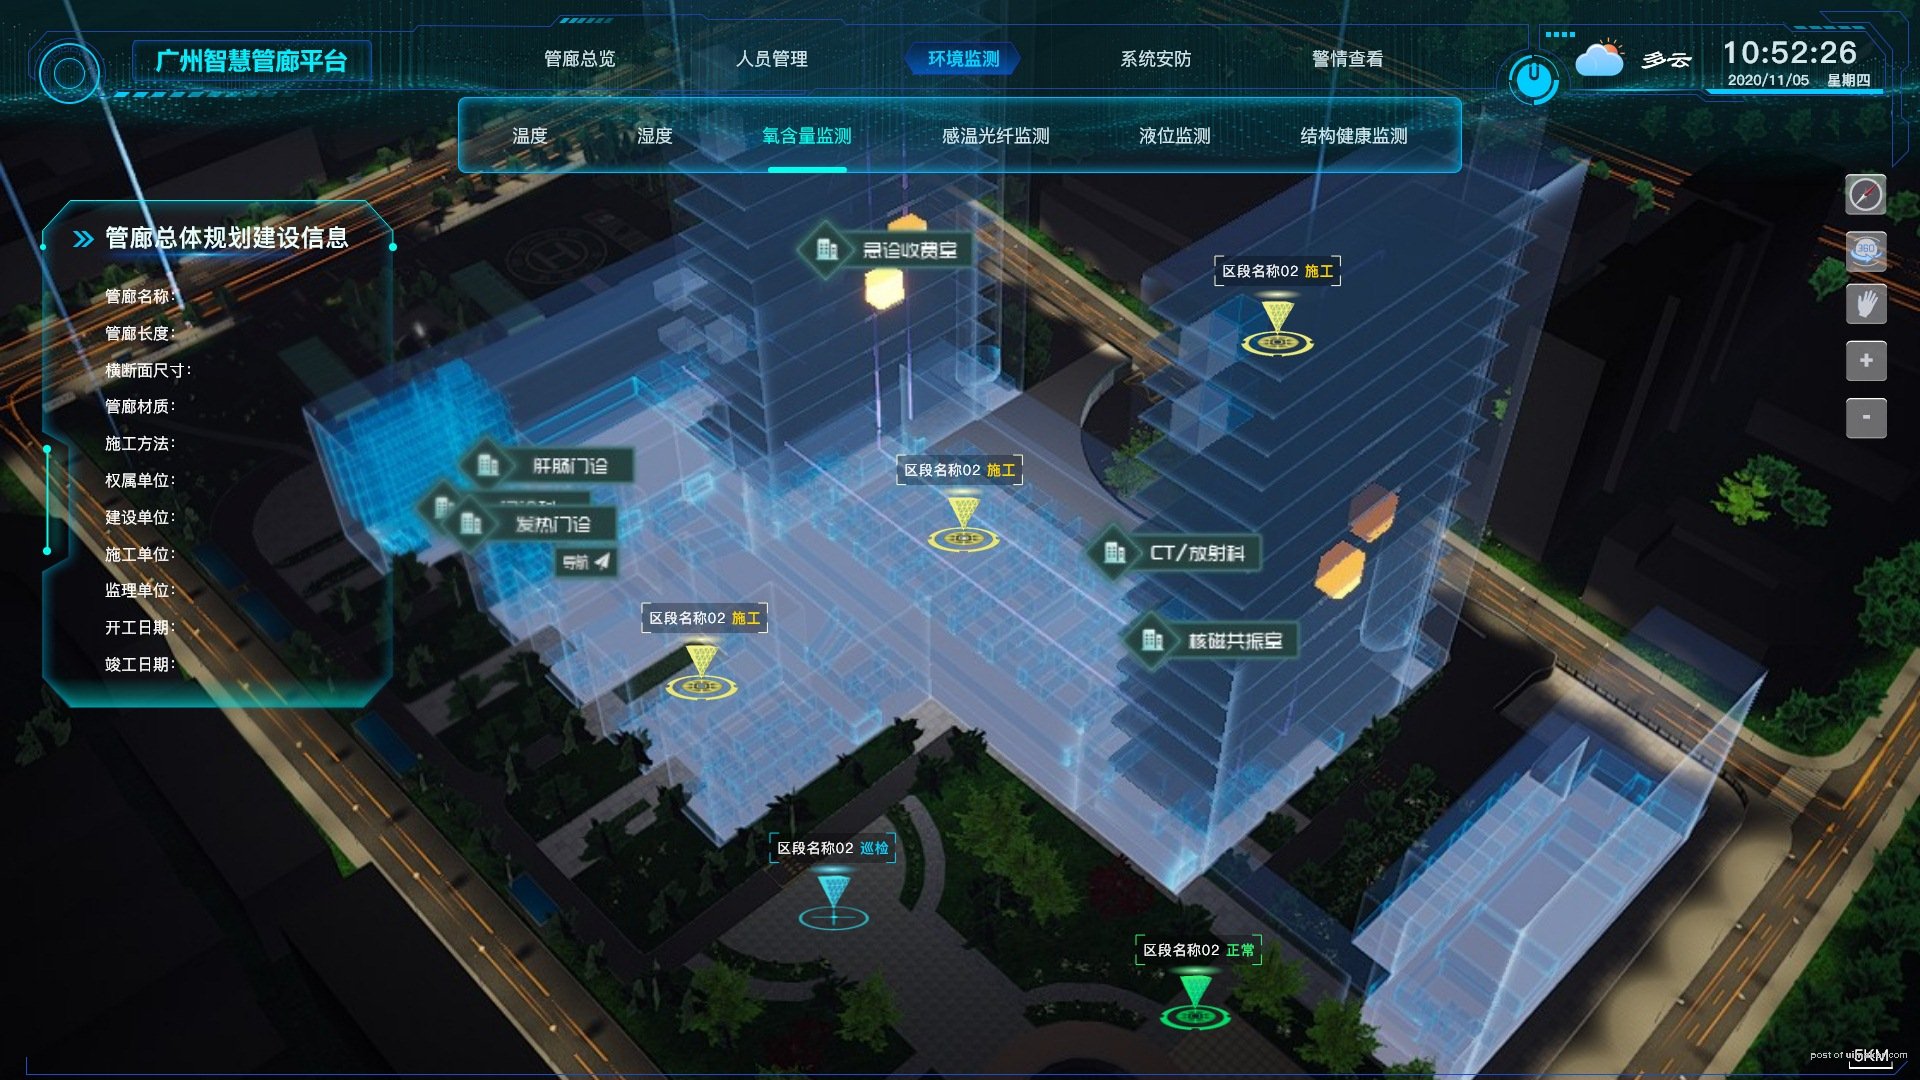 广州智慧管廊平台
管廊总览
人员管理
环境监测
系统安防
警情查看
多云
10:52:26
2020/11/05 星期四
温度
湿度
氧含量监测
感温光纤监测
液位监测
结构健康监测
管廊总体规划建设信息
管廊名称:
管廊长度:
横断面尺寸:
管廊材质:
施工方法:
权属单位:
建设单位:
施工单位:
监理单位:
开工日期:
竣工日期:
急诊收费室
区段名称02 施工
360
+
-
肝肠门诊
区段名称02 施工
发热门诊
导航
CT/放射科
区段名称02 施工
核磁共振室
区段名称02 巡检
区段名称02 正常
post of
5KM